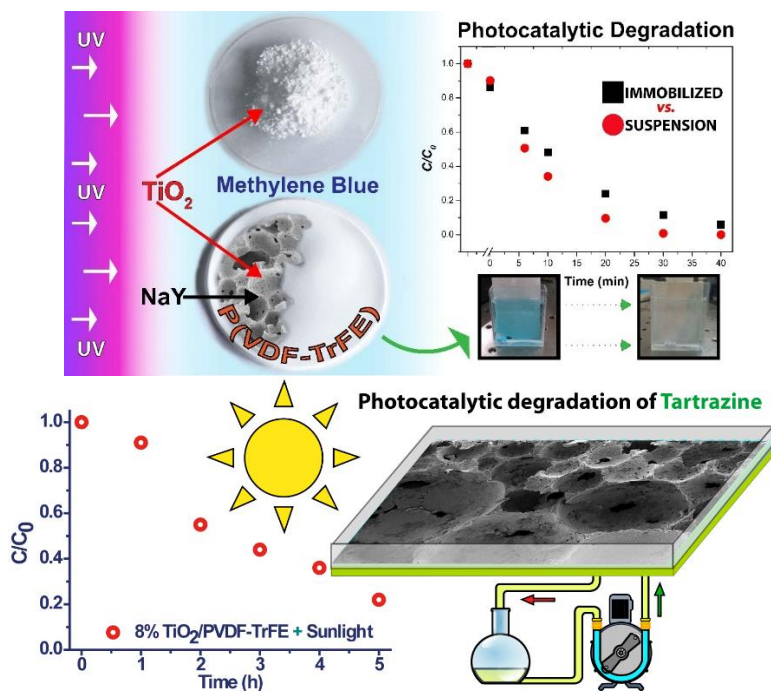 UV
UV
UV
TiO2
Methylene Blue
NaY
P(VDF-TrFE)
Photocatalytic Degradation
C/C0
1.0
0.8
0.6
0.4
0.2
0.0
IMMOBILIZED
vs.
SUSPENSION
0 5 10 15 20 25 30 35 40
Time (min)
Photocatalytic degradation of Tartrazine
C/C0
1.0
0.8
0.6
0.4
0.2
0.0
8% TiO2/PVDF-TrFE + Sunlight
0 1 2 3 4 5
Time (h)